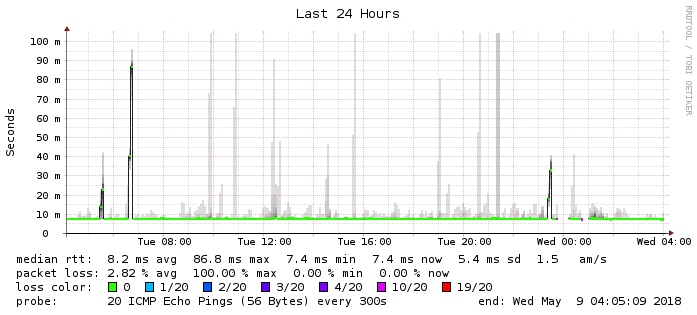 Last 24 Hours
RRDTOOL / TOBI OETIKER
Seconds
100 m
90 m
80 m
70 m
60 m
50 m
40 m
30 m
20 m
10 m
0
Tue 08:00 Tue 12:00 Tue 16:00 Tue 20:00 Wed 00:00 Wed 04:00
median rtt: 8.2 ms avg 86.8 ms max 7.4 ms min 7.4 ms now 5.4 ms sd 1.5 am/s
packet loss: 2.82 % avg 100.00 % max 0.00 % min 0.00 % now
loss color: 0 1/20 2/20 3/20 4/20 10/20 19/20
probe: 20 ICMP Echo Pings (56 Bytes) every 300s end: Wed May 9 04:05:09 2018